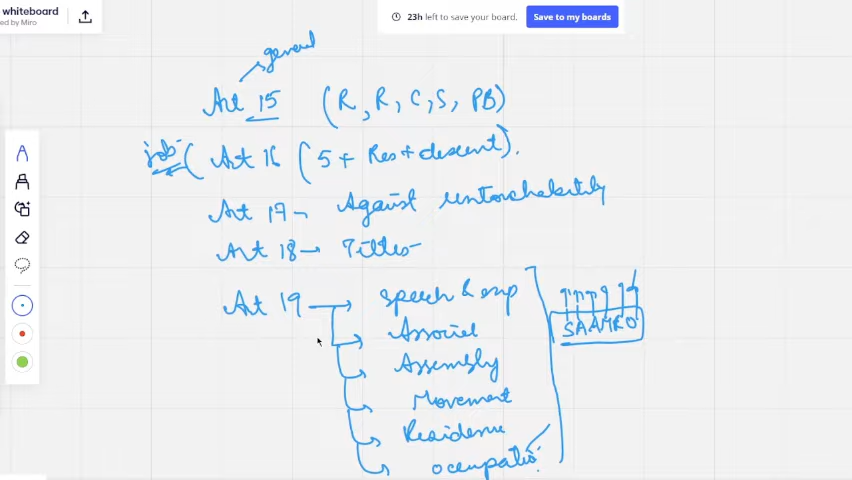 whiteboard
ed by Miro
23h left to save your board.
Save to my boards
general
Art 15 (R, R, C, S, PB)
job (Art 16 (5 + Res + descent).
Art 17 - Against untouchability
Art 18 → Titles
Art 19 → speech & exp
SAAMRO
Associat
Assembly
Movement
Residence
occupatio